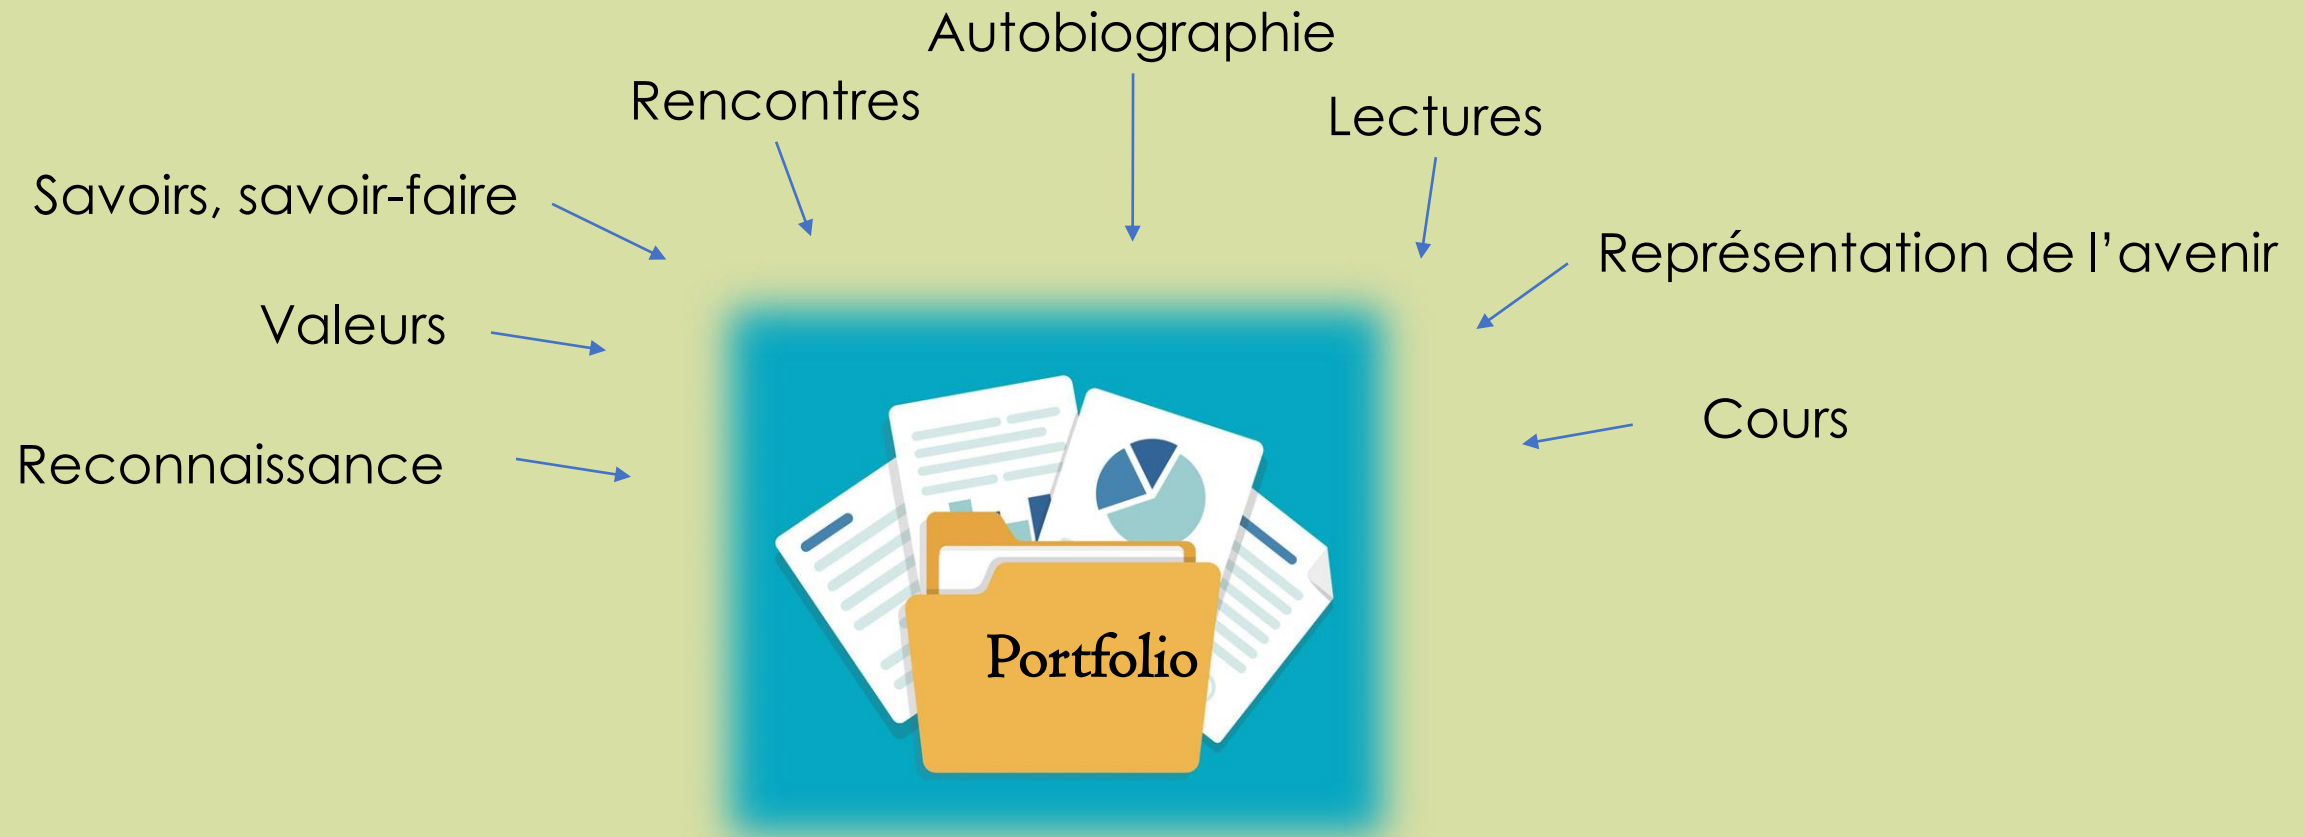 Autobiographie
Rencontres
Lectures
Savoirs, savoir-faire
Représentation de l’avenir
Valeurs
Cours
Reconnaissance
Portfolio